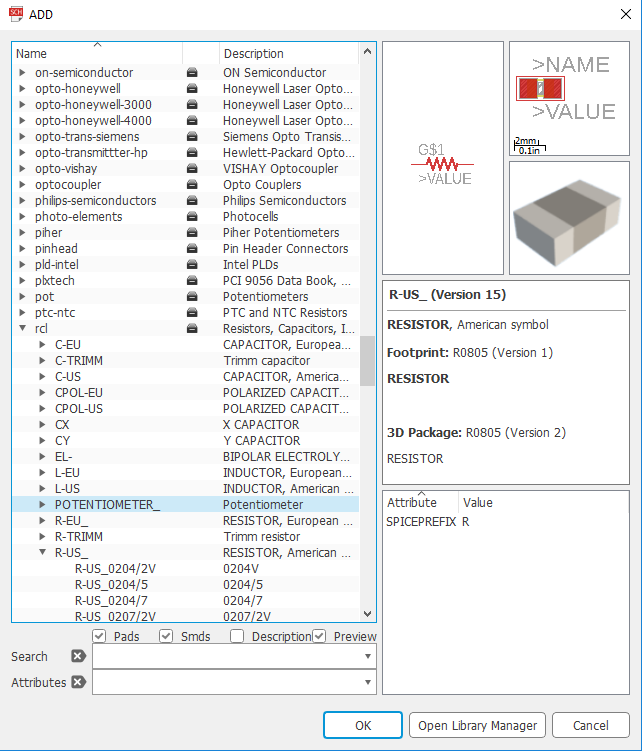 SCH ADD
Name Description
on-semiconductor ON Semiconductor
opto-honeywell Honeywell Laser Opto...
opto-honeywell-3000 Honeywell Laser Opto...
opto-honeywell-4000 Honeywell Laser Opto...
opto-trans-siemens Siemens Opto Transis...
opto-transmittter-hp Hewlett-Packard Opto...
opto-vishay VISHAY Optocoupler
optocoupler Opto Couplers
philips-semiconductors Philips Semiconductors
photo-elements Photocells
piher Piher Potentiometers
pinhead Pin Header Connectors
pld-intel Intel PLDs
plxtech PCI 9056 Data Book, ...
pot Potentiometers
ptc-ntc PTC and NTC Resistors
rcl Resistors, Capacitors, I...
C-EU CAPACITOR, Europea...
C-TRIMM Trimm capacitor
C-US CAPACITOR, America...
CPOL-EU POLARIZED CAPACIT...
CPOL-US POLARIZED CAPACIT...
CX X CAPACITOR
CY Y CAPACITOR
EL- BIPOLAR ELECTROLY...
L-EU INDUCTOR, European...
L-US INDUCTOR, American ...
POTENTIOMETER_ Potentiometer
R-EU_ RESISTOR, European ...
R-TRIMM Trimm resistor
R-US_ RESISTOR, American ...
R-US_0204/2V 0204V
R-US_0204/5 0204/5
R-US_0204/7 0204/7
R-US_0207/2V 0207/2V
Pads Smds Description Preview
Search
Attributes
G$1
>VALUE
>NAME
>VALUE
2mm
0.1in
R-US_ (Version 15)
RESISTOR, American symbol
Footprint: R0805 (Version 1)
RESISTOR
3D Package: R0805 (Version 2)
RESISTOR
Attribute Value
SPICEPREFIX R
OK Open Library Manager Cancel